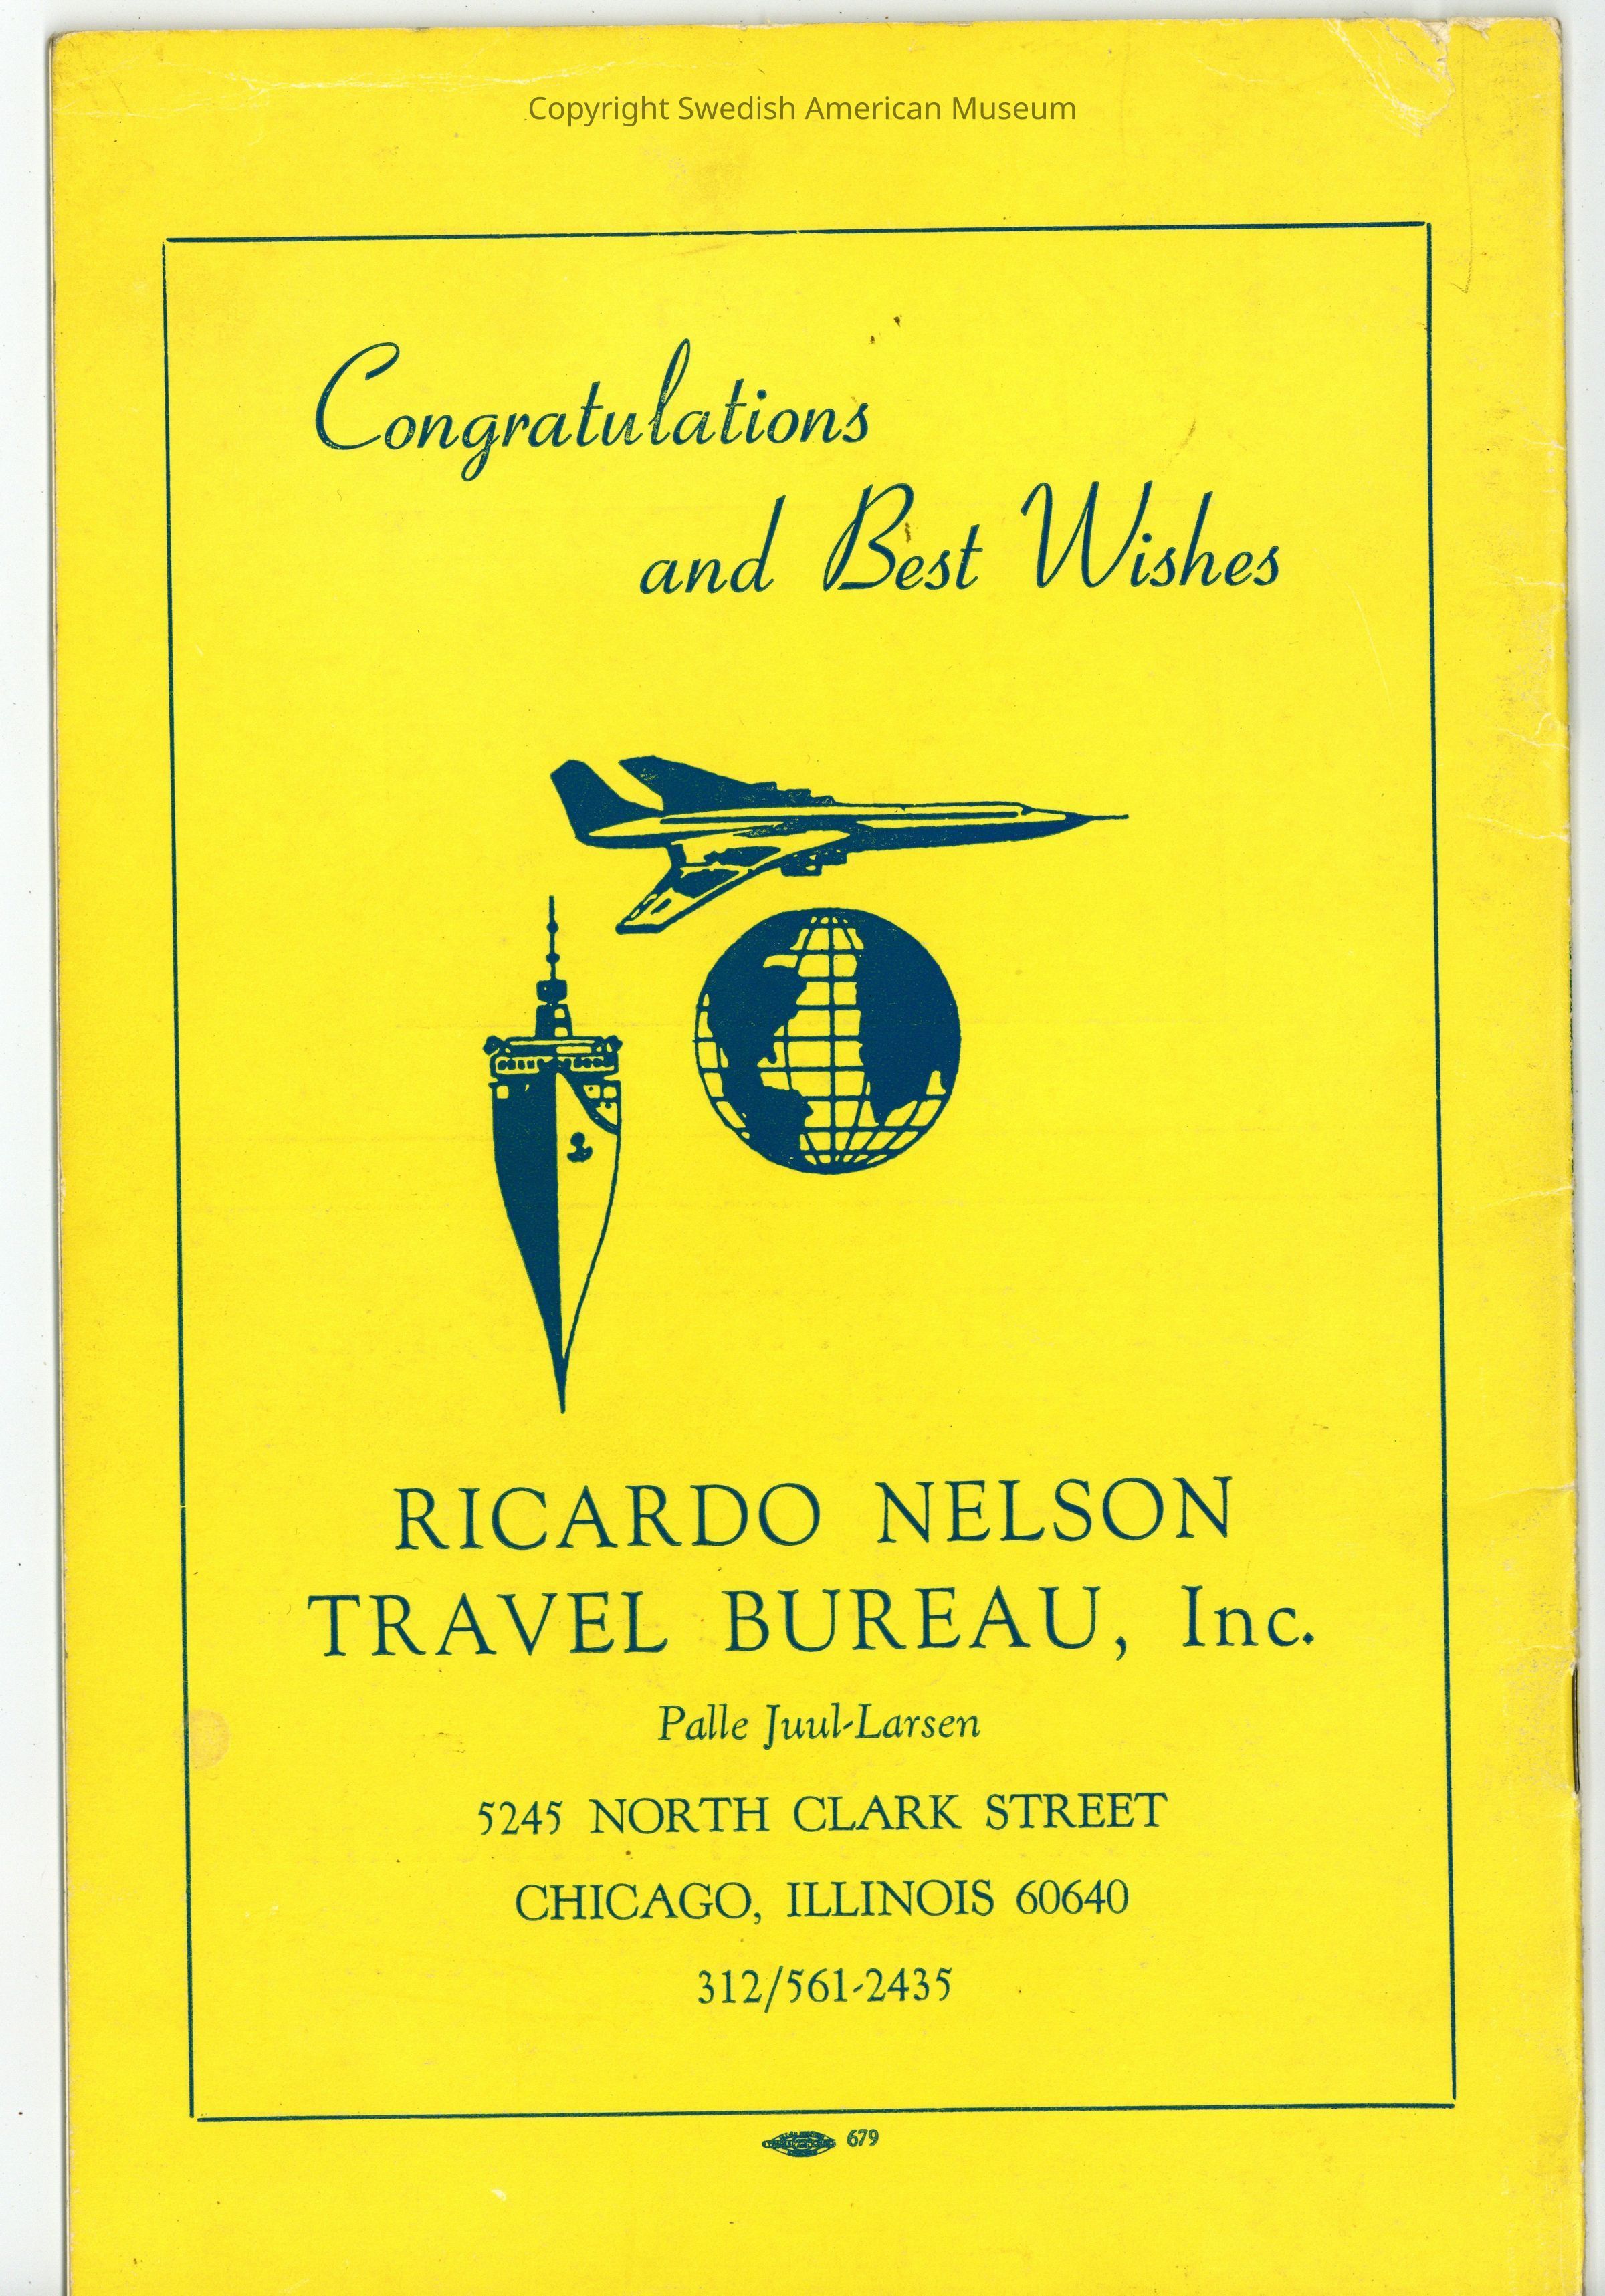 Copyright Swedish American Museum
Congratulations
and Best Wishes
RICARDO NELSON
TRAVEL BUREAU, Inc.
Palle Juul-Larsen
5245 NORTH CLARK STREET
CHICAGO, ILLINOIS 60640
312/561-2435
679